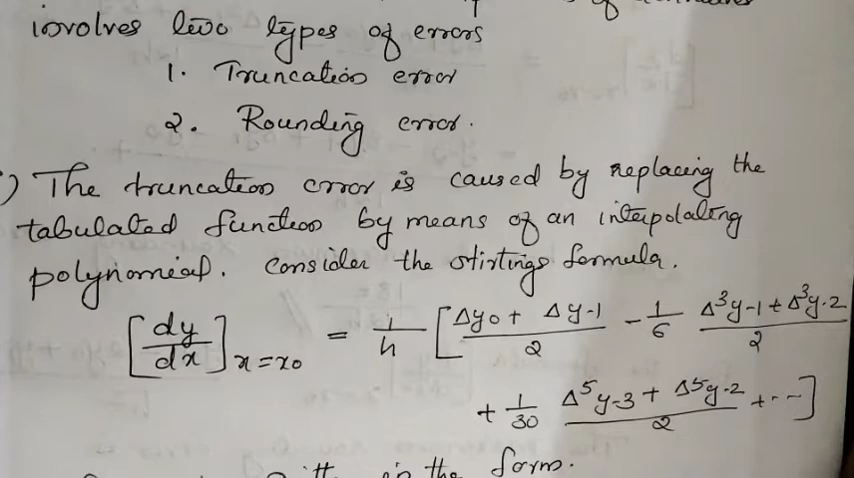 involves two types of errors
1. Truncation error
2. Rounding error.
) The truncation error is caused by replacing the
tabulated function by means of an interpolating
polynomial. Consider the stirtings formula.
[dy/dx]x=x0 = 1/h [(Δy0 + Δy-1)/2 - 1/6 (Δ³y-1 + Δ³y-2)/2
+ 1/30 (Δ⁵y-3 + Δ⁵y-2)/2 + --]
in the form.